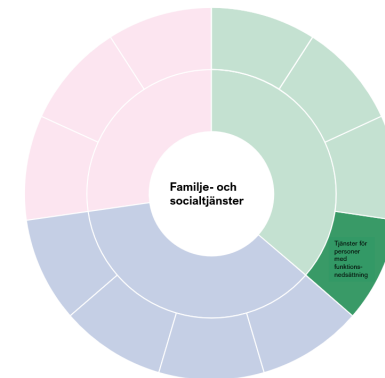 Familje- och
socialtjänster
Tjänster för
personer
med
funktions-
nedsättning